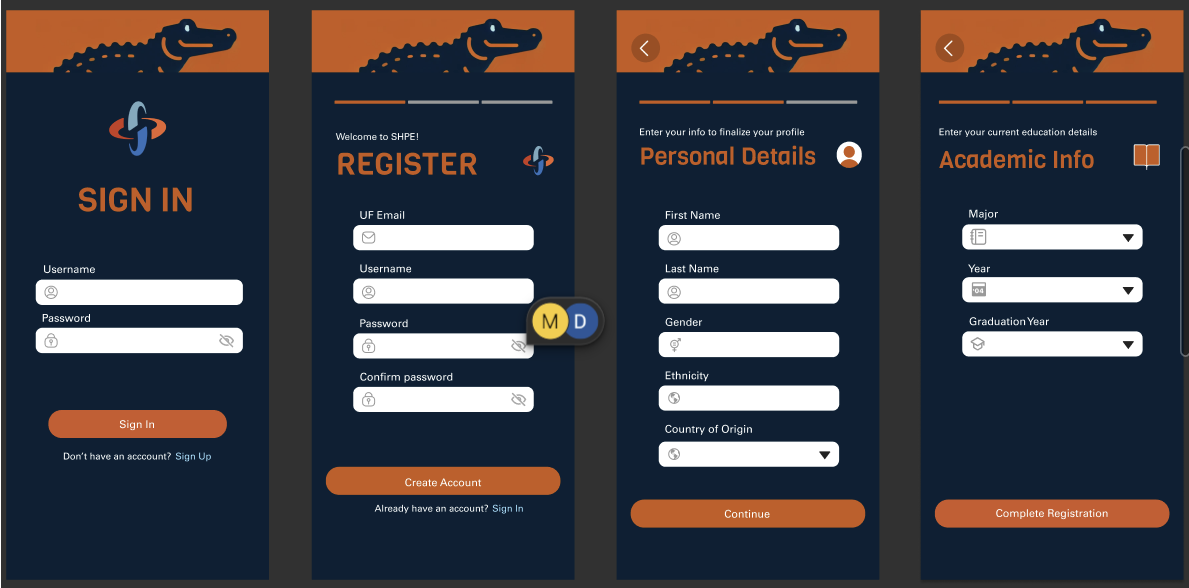 SIGN IN
Username
Password
Sign In
Don't have an acccount? Sign Up
Welcome to SHPE!
REGISTER
UF Email
Username
Password
Confirm password
Create Account
Already have an account? Sign In
M D
Enter your info to finalize your profile
Personal Details
First Name
Last Name
Gender
Ethnicity
Country of Origin
Continue
Enter your current education details
Academic Info
Major
Year
04
Graduation Year
Complete Registration